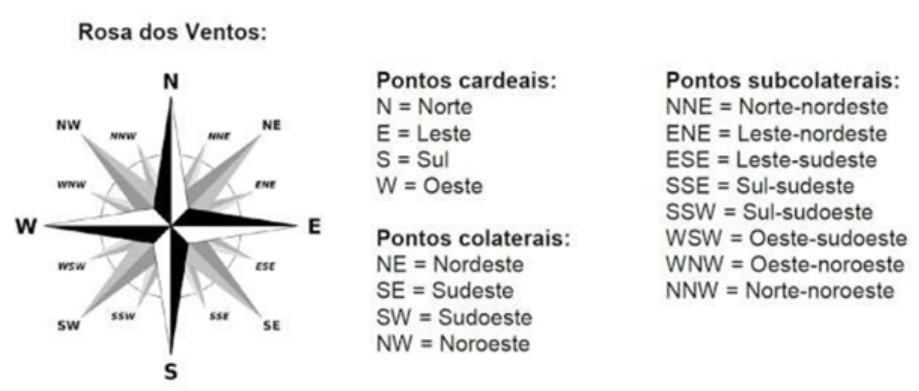 Rosa dos Ventos:
N
NW
NNW
NNE
NE
WNW
ENE
W
E
WSW
ESE
SW
SSW
SSE
SE
S
Pontos cardeais:
N = Norte
E = Leste
S = Sul
W = Oeste
Pontos colaterais:
NE = Nordeste
SE = Sudeste
SW = Sudoeste
NW = Noroeste
Pontos subcolaterais:
NNE = Norte-nordeste
ENE = Leste-nordeste
ESE = Leste-sudeste
SSE = Sul-sudeste
SSW = Sul-sudoeste
WSW = Oeste-sudoeste
WNW = Oeste-noroeste
NNW = Norte-noroeste